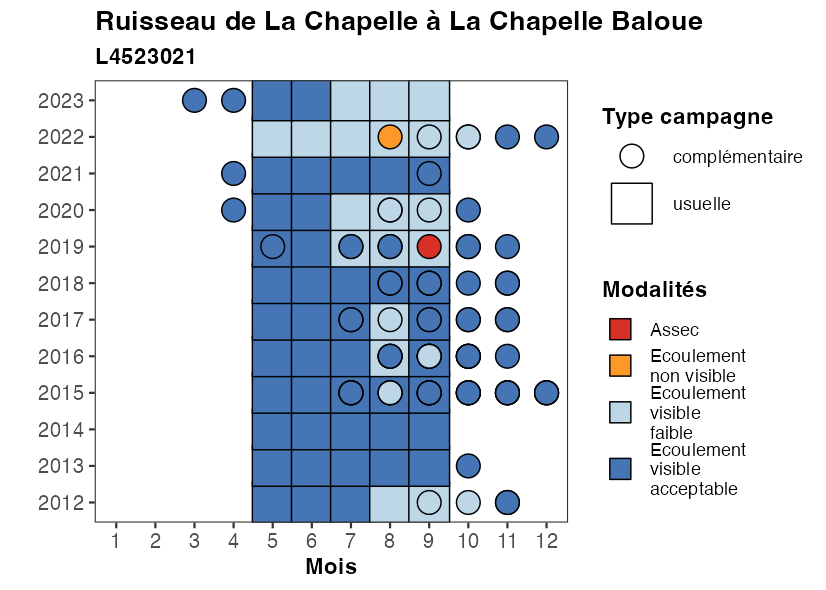 Ruisseau de La Chapelle à La Chapelle Baloue
L4523021
2023
2022
2021
2020
2019
2018
2017
2016
2015
2014
2013
2012
1 2 3 4 5 6 7 8 9 10 11 12
Mois
Type campagne
complémentaire
usuelle
Modalités
Assec
Ecoulement
non visible
Ecoulement
visible
faible
Ecoulement
visible
acceptable